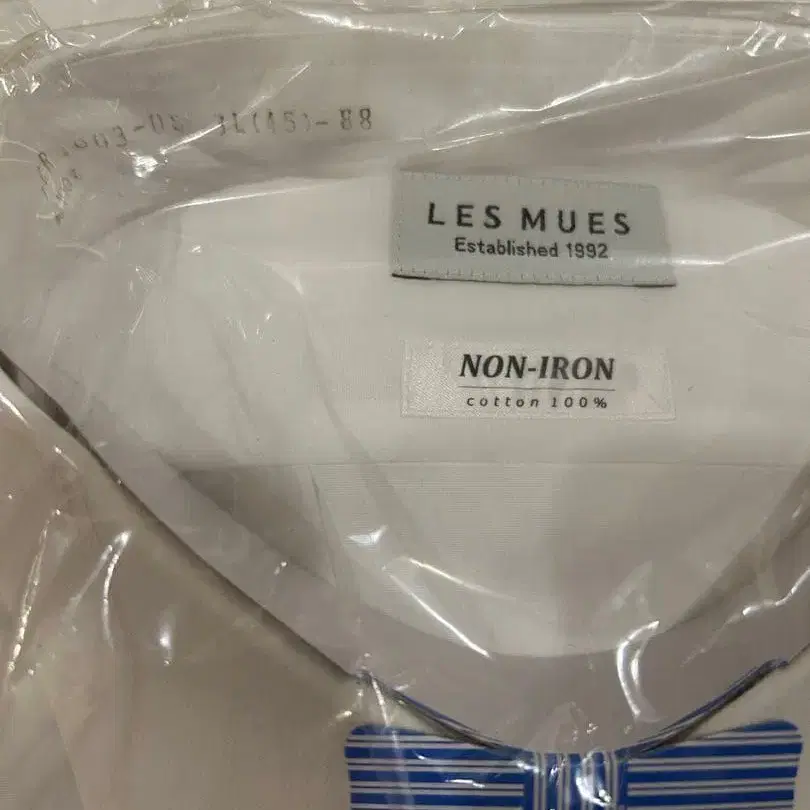 LES MUES
Established 1992
NON-IRON
cotton 100%